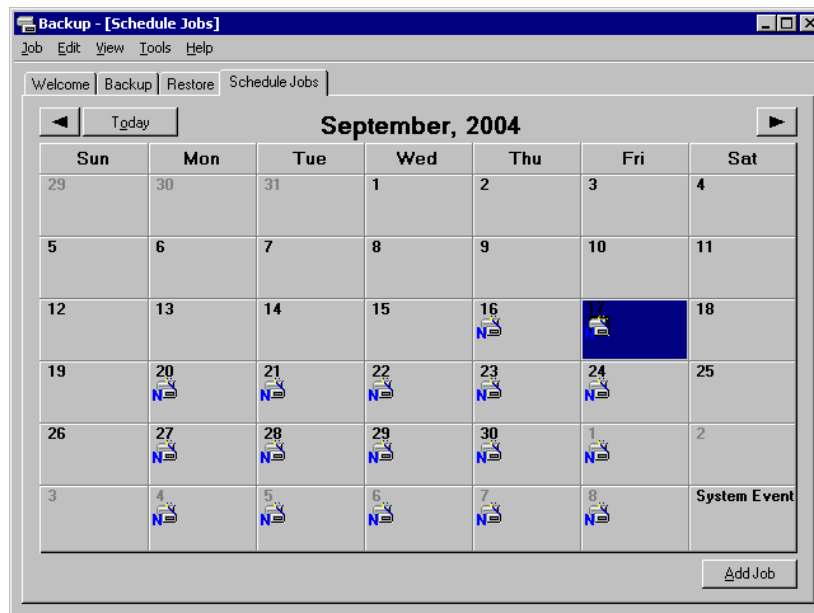 Backup - [Schedule Jobs]
Job Edit View Tools Help
Welcome Backup Restore Schedule Jobs
Today September, 2004
Sun Mon Tue Wed Thu Fri Sat
29 30 31 1 2 3 4
5 6 7 8 9 10 11
12 13 14 15 16 17 18
N N
19 20 21 22 23 24 25
N N N N N
26 27 28 29 30 1 2
N N N N N
3 4 5 6 7 8 System Event
N N N N N
Add Job